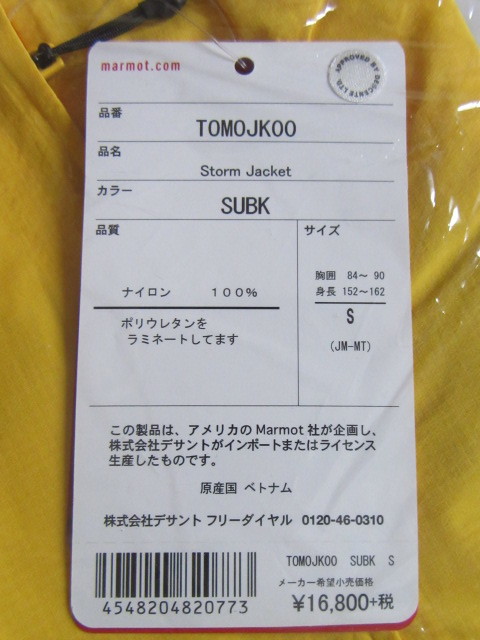 marmot.com
APPROVED BY DESCENTE LTD.
品番
TOMOJK00
品名
Storm Jacket
カラー
SUBK
品質
サイズ
ナイロン 100%
ポリウレタンを
ラミネートしてます
胸囲 84〜 90
身長 152〜162
S
(JM-MT)
この製品は、アメリカのMarmot社が企画し、
株式会社デサントがインポートまたはライセンス
生産したものです。
原産国 ベトナム
株式会社デサント フリーダイヤル 0120-46-0310
TOMOJK00 SUBK S
メーカー希望小売価格
¥16,800+税
4548204820773